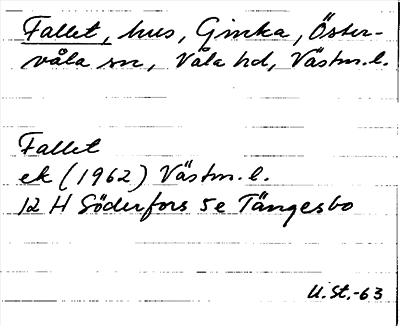 Fallet, hus, Ginka, Öster-
våla sn, Våla hd, Västm.l.
Fallet
ek (1962) Västm.l.
12 H Söderfors 5e Tängesbo
U.St.-63